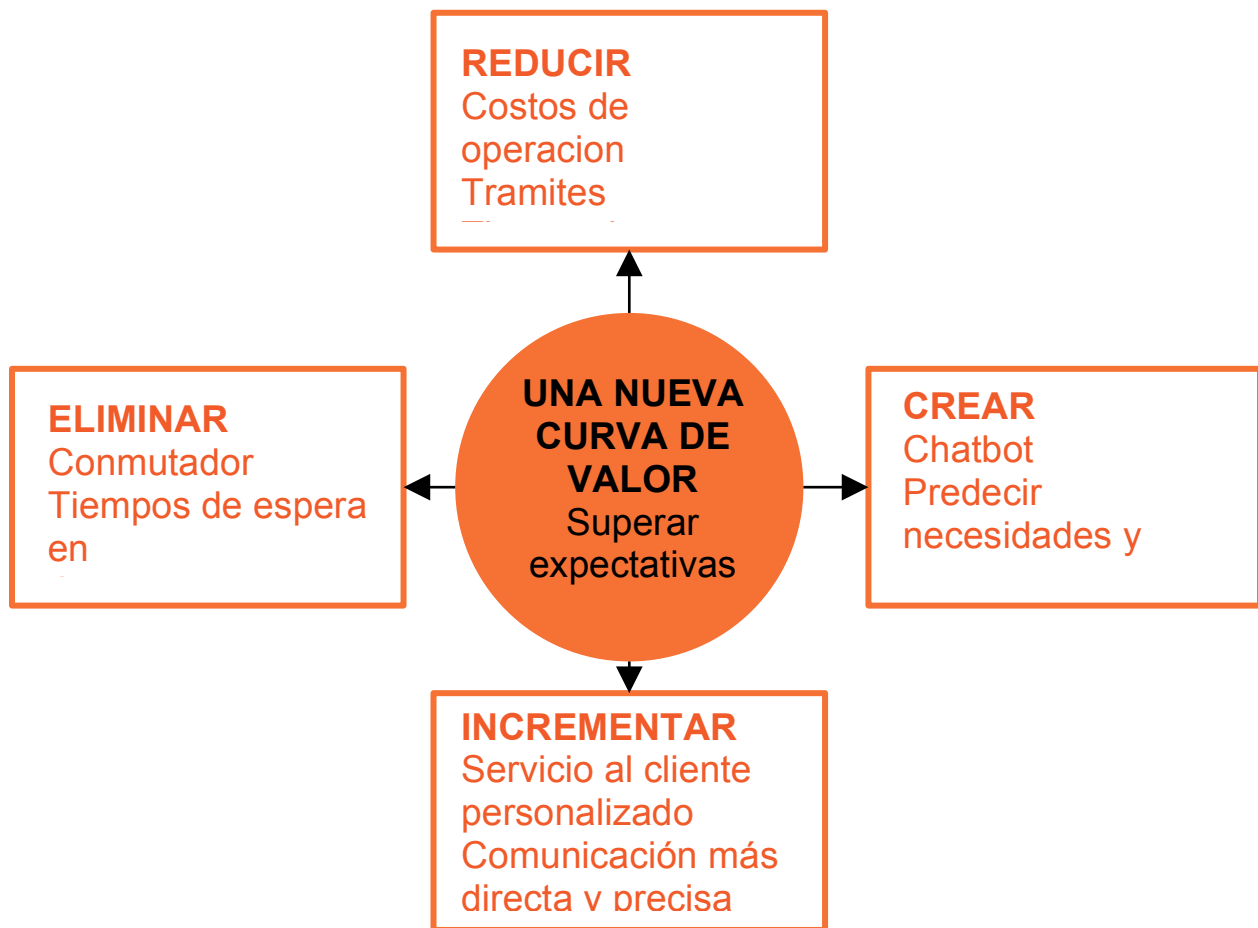 REDUCIR
Costos de
operacion
Tramites
ELIMINAR
Conmutador
Tiempos de espera
en
UNA NUEVA
CURVA DE
VALOR
Superar
expectativas
CREAR
Chatbot
Predecir
necesidades y
INCREMENTAR
Servicio al cliente
personalizado
Comunicación más
directa y precisa